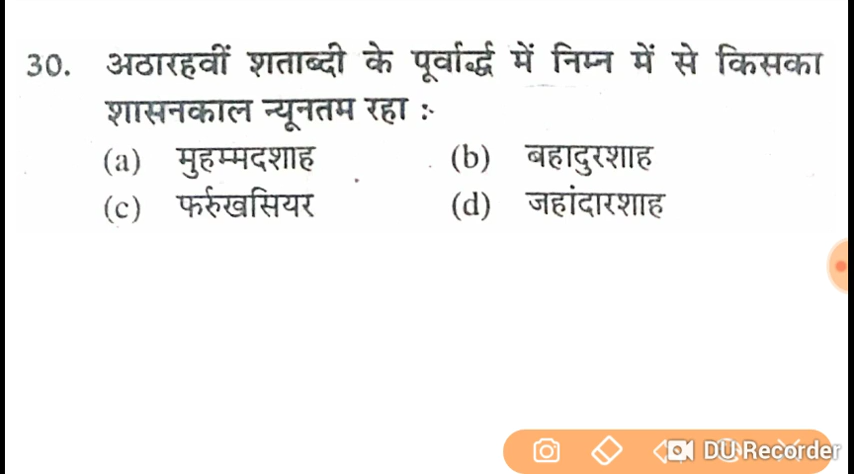 30. अठारहवीं शताब्दी के पूर्वार्द्ध में निम्न में से किसका
शासनकाल न्यूनतम रहा :-
(a) मुहम्मदशाह (b) बहादुरशाह
(c) फर्रुखसियर (d) जहांदारशाह
DU Recorder